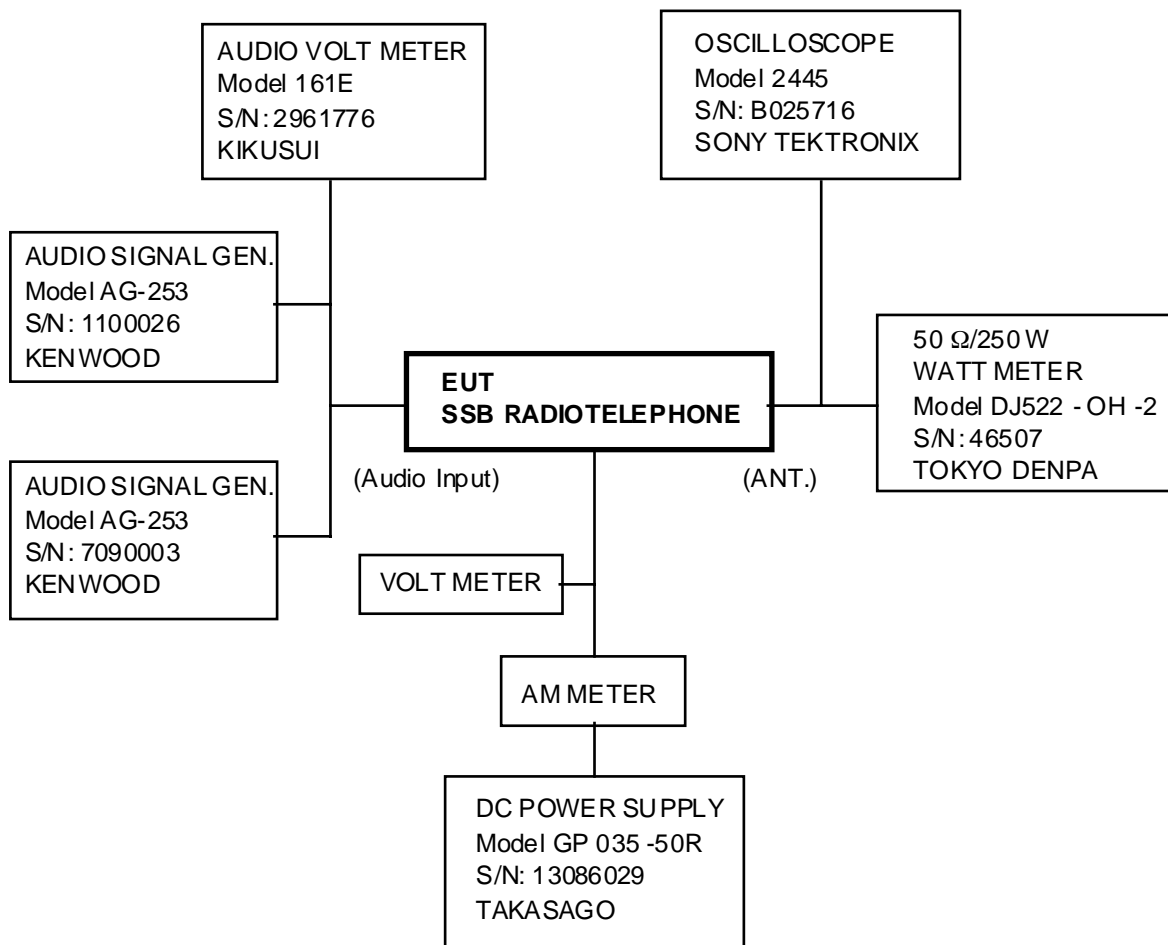 AUDIO VOLT METER
Model 161E
S/N: 2961776
KIKUSUI
OSCILLOSCOPE
Model 2445
S/N: B025716
SONY TEKTRONIX
AUDIO SIGNAL GEN.
Model AG-253
S/N: 1100026
KENWOOD
EUT
SSB RADIOTELEPHONE
50 Ω/250 W
WATT METER
Model DJ522 - OH -2
S/N: 46507
TOKYO DENPA
(Audio Input)
(ANT.)
AUDIO SIGNAL GEN.
Model AG-253
S/N: 7090003
KENWOOD
VOLT METER
AM METER
DC POWER SUPPLY
Model GP 035 -50R
S/N: 13086029
TAKASAGO